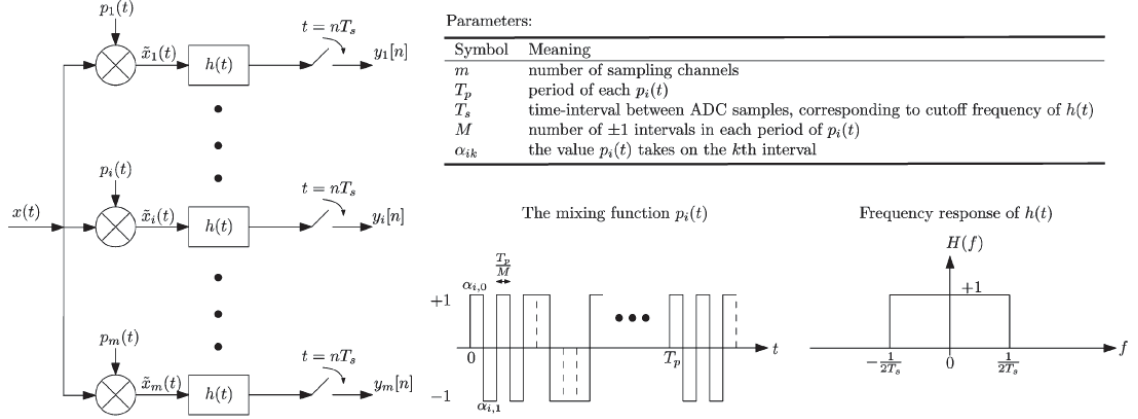 p₁(t)
x̃₁(t)
h(t)
t = nTₛ
y₁[n]
pᵢ(t)
x(t)
x̃ᵢ(t)
h(t)
t = nTₛ
yᵢ[n]
pₘ(t)
x̃ₘ(t)
h(t)
t = nTₛ
yₘ[n]
Parameters:
Symbol Meaning
m number of sampling channels
Tₚ period of each pᵢ(t)
Tₛ time-interval between ADC samples, corresponding to cutoff frequency of h(t)
M number of ±1 intervals in each period of pᵢ(t)
αᵢₖ the value pᵢ(t) takes on the kth interval
The mixing function pᵢ(t)
Tₚ/M
αᵢ,₀
+1
0
Tₚ
t
−1
αᵢ,₁
Frequency response of h(t)
H(f)
+1
−1/2Tₛ
0
1/2Tₛ
f